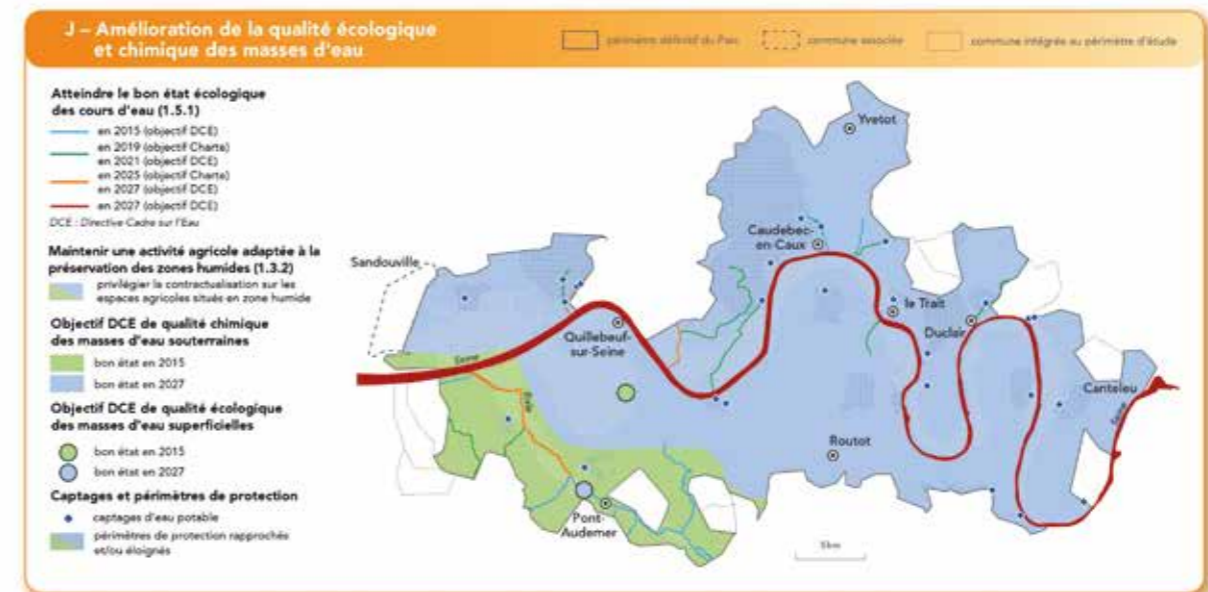 J – Amélioration de la qualité écologique
et chimique des masses d'eau
périmètre définitif du Parc
commune associée
commune intégrée au périmètre d'étude
Atteindre le bon état écologique
des cours d'eau (1.5.1)
en 2015 (objectif DCE)
en 2019 (objectif Charte)
en 2021 (objectif DCE)
en 2025 (objectif Charte)
en 2027 (objectif DCE)
en 2027 (objectif DCE)
DCE : Directive Cadre sur l'Eau
Maintenir une activité agricole adaptée à la
préservation des zones humides (1.3.2)
privilégier la contractualisation sur les
espaces agricoles situés en zone humide
Objectif DCE de qualité chimique
des masses d'eau souterraines
bon état en 2015
bon état en 2027
Objectif DCE de qualité écologique
des masses d'eau superficielles
bon état en 2015
bon état en 2027
Captages et périmètres de protection
captages d'eau potable
périmètres de protection rapprochés
et/ou éloignés
Yvetot
Caudebec-
en-Caux
Sandouville
le Trait
Duclair
Quillebeuf-
sur-Seine
Seine
Risle
Canteleu
Seine
Routot
Pont-
Audemer
5km